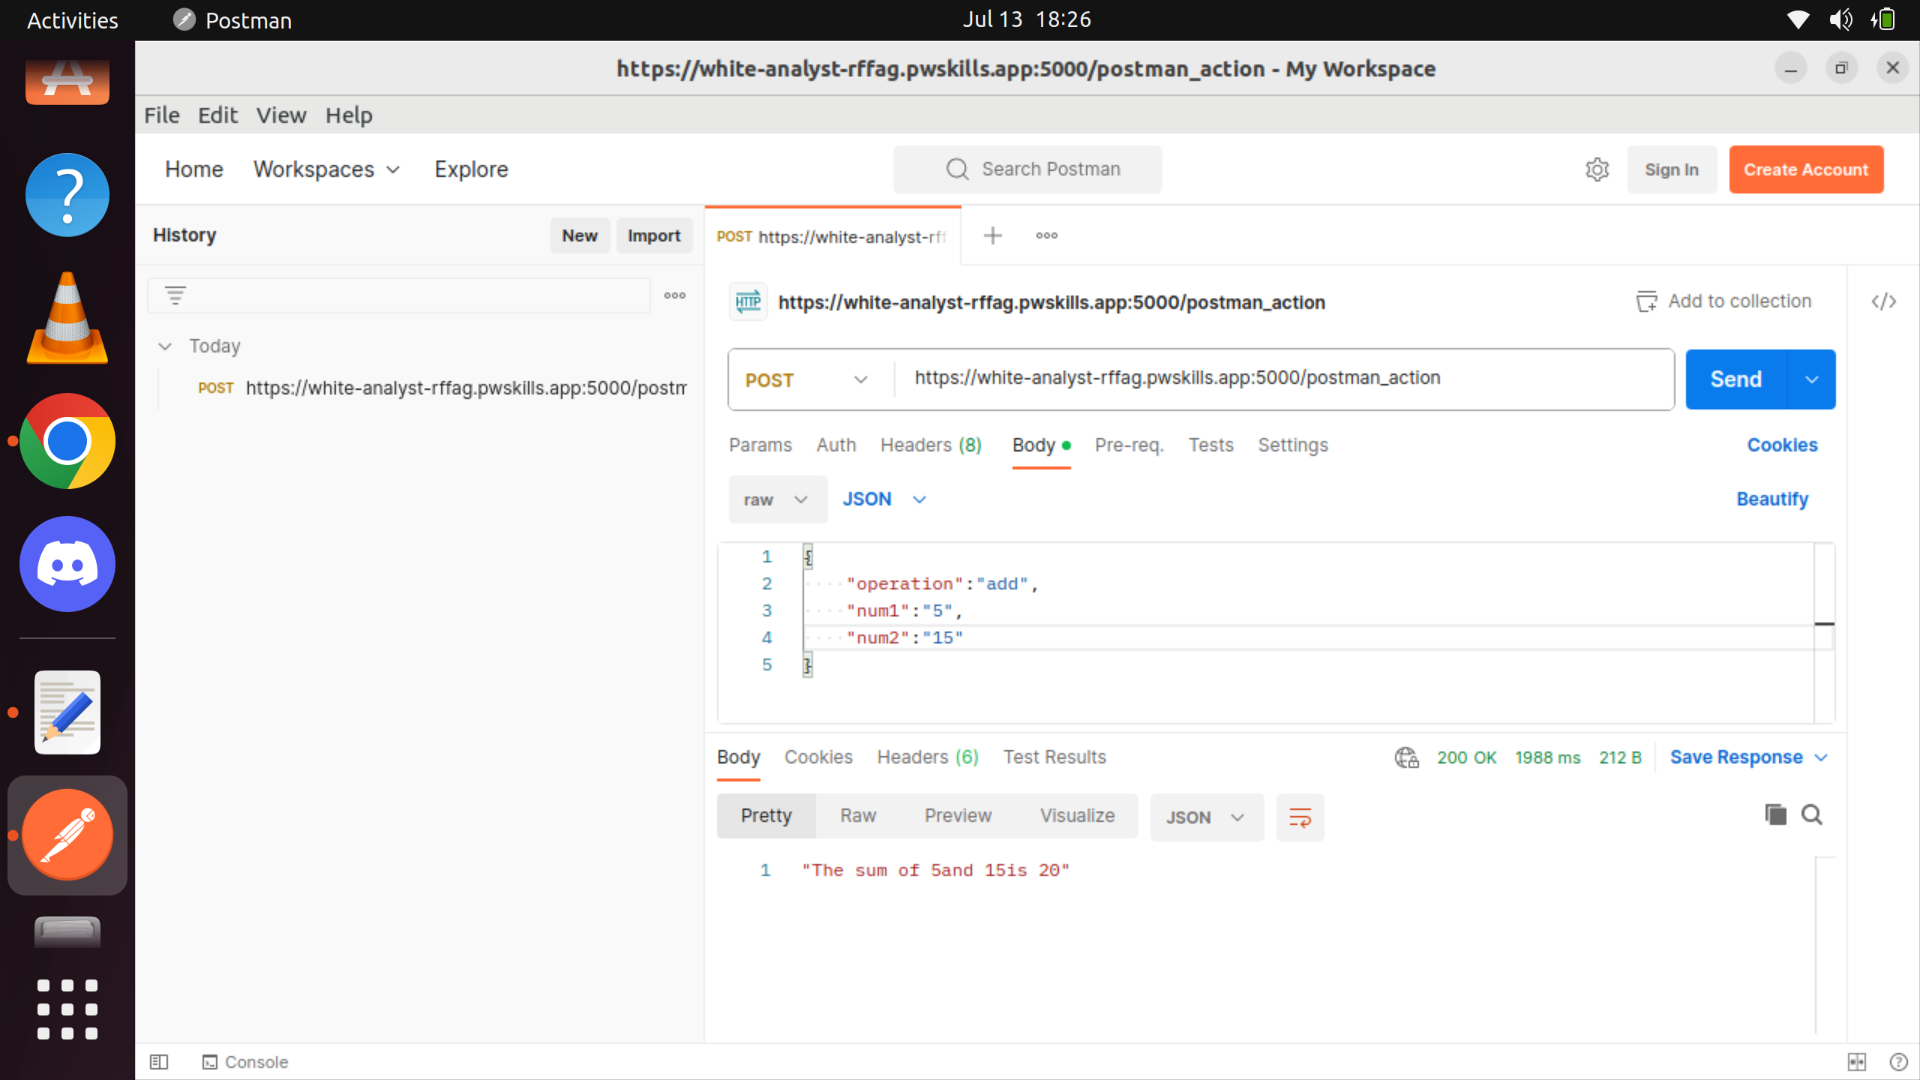 Activities Postman Jul 13 18:26
https://white-analyst-rffag.pwskills.app:5000/postman_action - My Workspace
File Edit View Help
Home Workspaces Explore Search Postman Sign In Create Account
History New Import
POST https://white-analyst-rff
https://white-analyst-rffag.pwskills.app:5000/postman_action Add to collection
Today
POST https://white-analyst-rffag.pwskills.app:5000/postm
POST https://white-analyst-rffag.pwskills.app:5000/postman_action Send
Params Auth Headers (8) Body Pre-req. Tests Settings Cookies
raw JSON Beautify
1 {
2 "operation":"add",
3 "num1":"5",
4 "num2":"15"
5 }
Body Cookies Headers (6) Test Results 200 OK 1988 ms 212 B Save Response
Pretty Raw Preview Visualize JSON
1 "The sum of 5and 15is 20"
Console